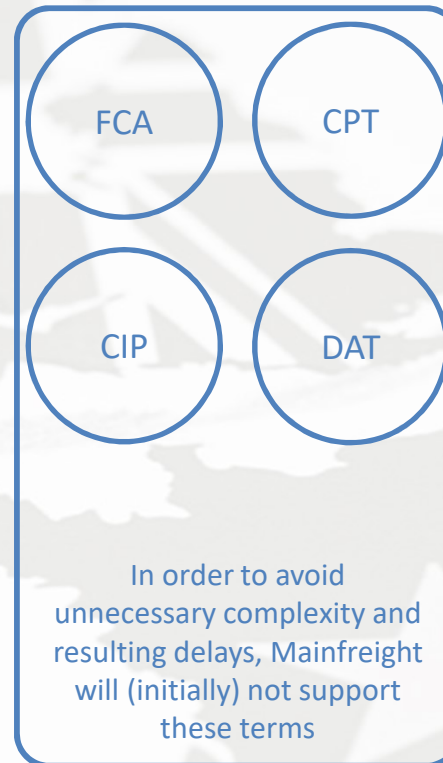 FCA
CPT
CIP
DAT
In order to avoid
unnecessary complexity and
resulting delays, Mainfreight
will (initially) not support
these terms